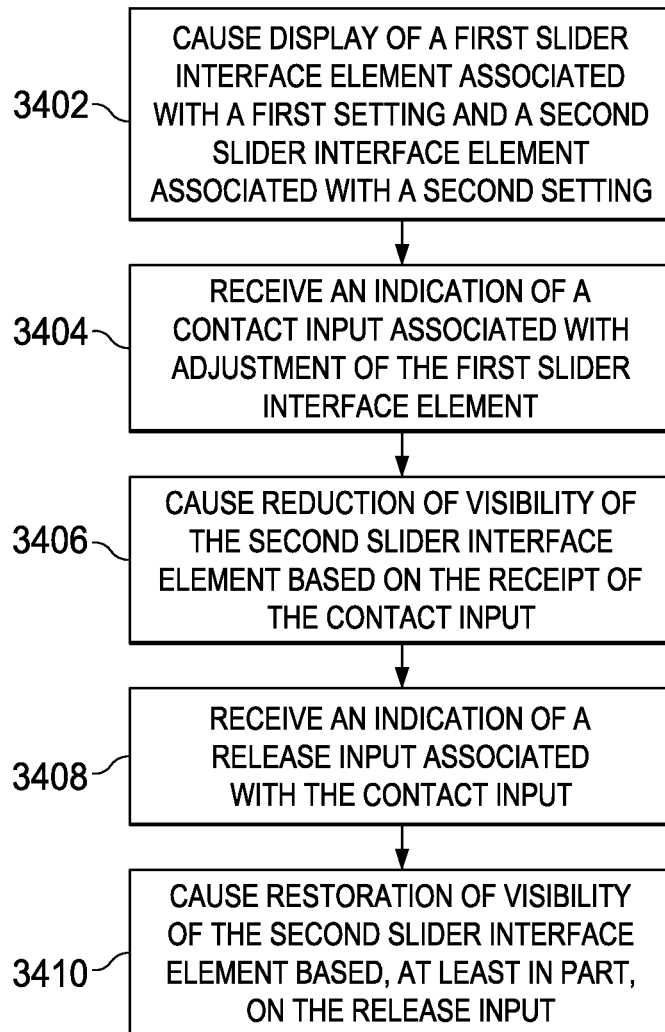 CAUSE DISPLAY OF A FIRST SLIDER
INTERFACE ELEMENT ASSOCIATED
WITH A FIRST SETTING AND A SECOND
SLIDER INTERFACE ELEMENT
ASSOCIATED WITH A SECOND SETTING
3402
RECEIVE AN INDICATION OF A
CONTACT INPUT ASSOCIATED WITH
ADJUSTMENT OF THE FIRST SLIDER
INTERFACE ELEMENT
3404
CAUSE REDUCTION OF VISIBILITY OF
THE SECOND SLIDER INTERFACE
ELEMENT BASED ON THE RECEIPT OF
THE CONTACT INPUT
3406
RECEIVE AN INDICATION OF A
RELEASE INPUT ASSOCIATED
WITH THE CONTACT INPUT
3408
CAUSE RESTORATION OF VISIBILITY
OF THE SECOND SLIDER INTERFACE
ELEMENT BASED, AT LEAST IN PART,
ON THE RELEASE INPUT
3410